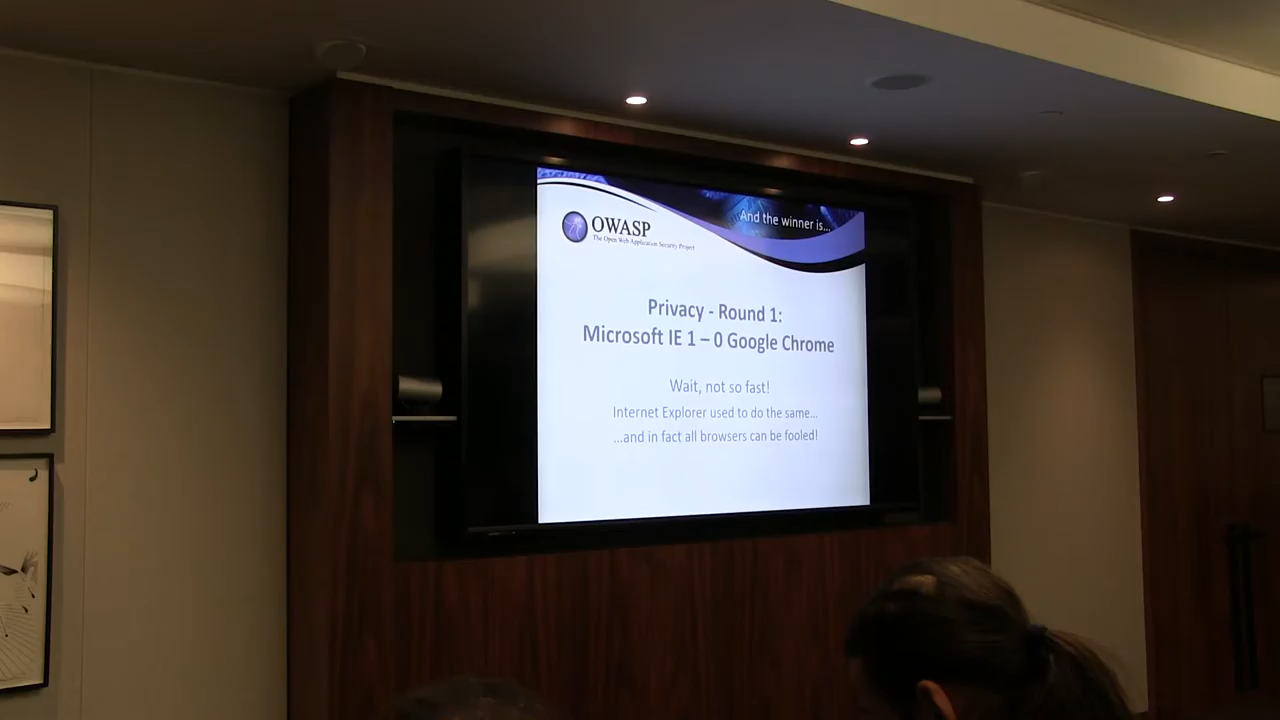 And the winner is...
OWASP
The Open Web Application Security Project
Privacy - Round 1:
Microsoft IE 1 – 0 Google Chrome
Wait, not so fast!
Internet Explorer used to do the same...
...and in fact all browsers can be fooled!